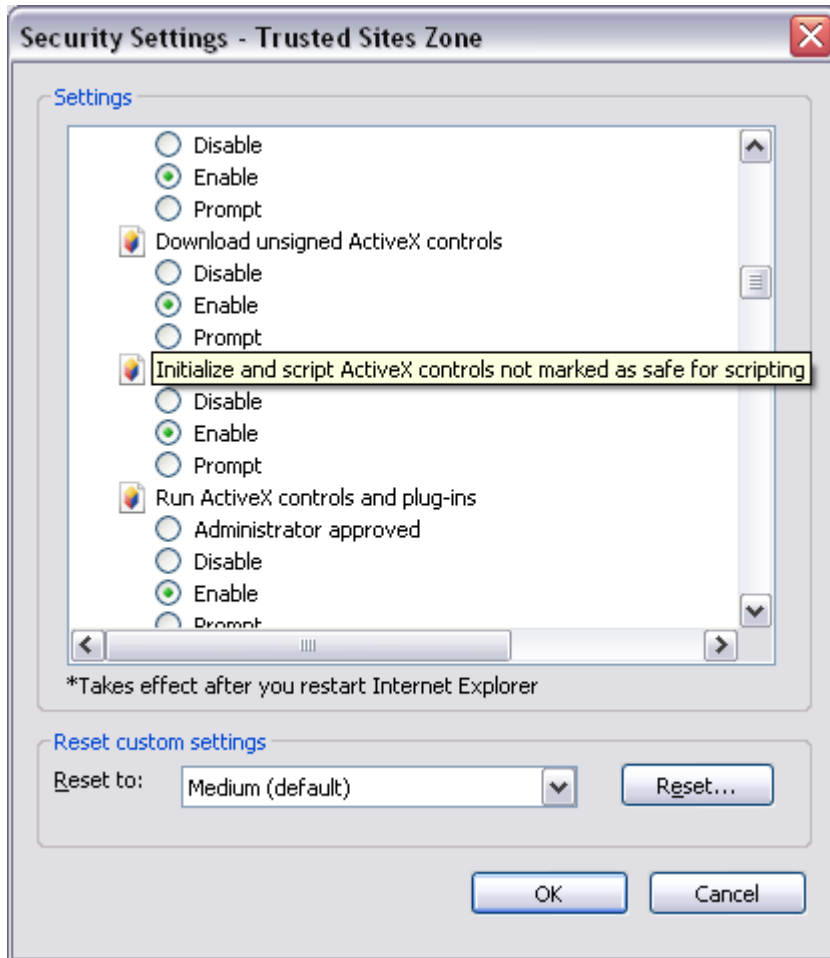 Security Settings - Trusted Sites Zone
Settings
Disable
Enable
Prompt
Download unsigned ActiveX controls
Disable
Enable
Prompt
Initialize and script ActiveX controls not marked as safe for scripting
Disable
Enable
Prompt
Run ActiveX controls and plug-ins
Administrator approved
Disable
Enable
Prompt
*Takes effect after you restart Internet Explorer
Reset custom settings
Reset to: Medium (default) Reset...
OK Cancel